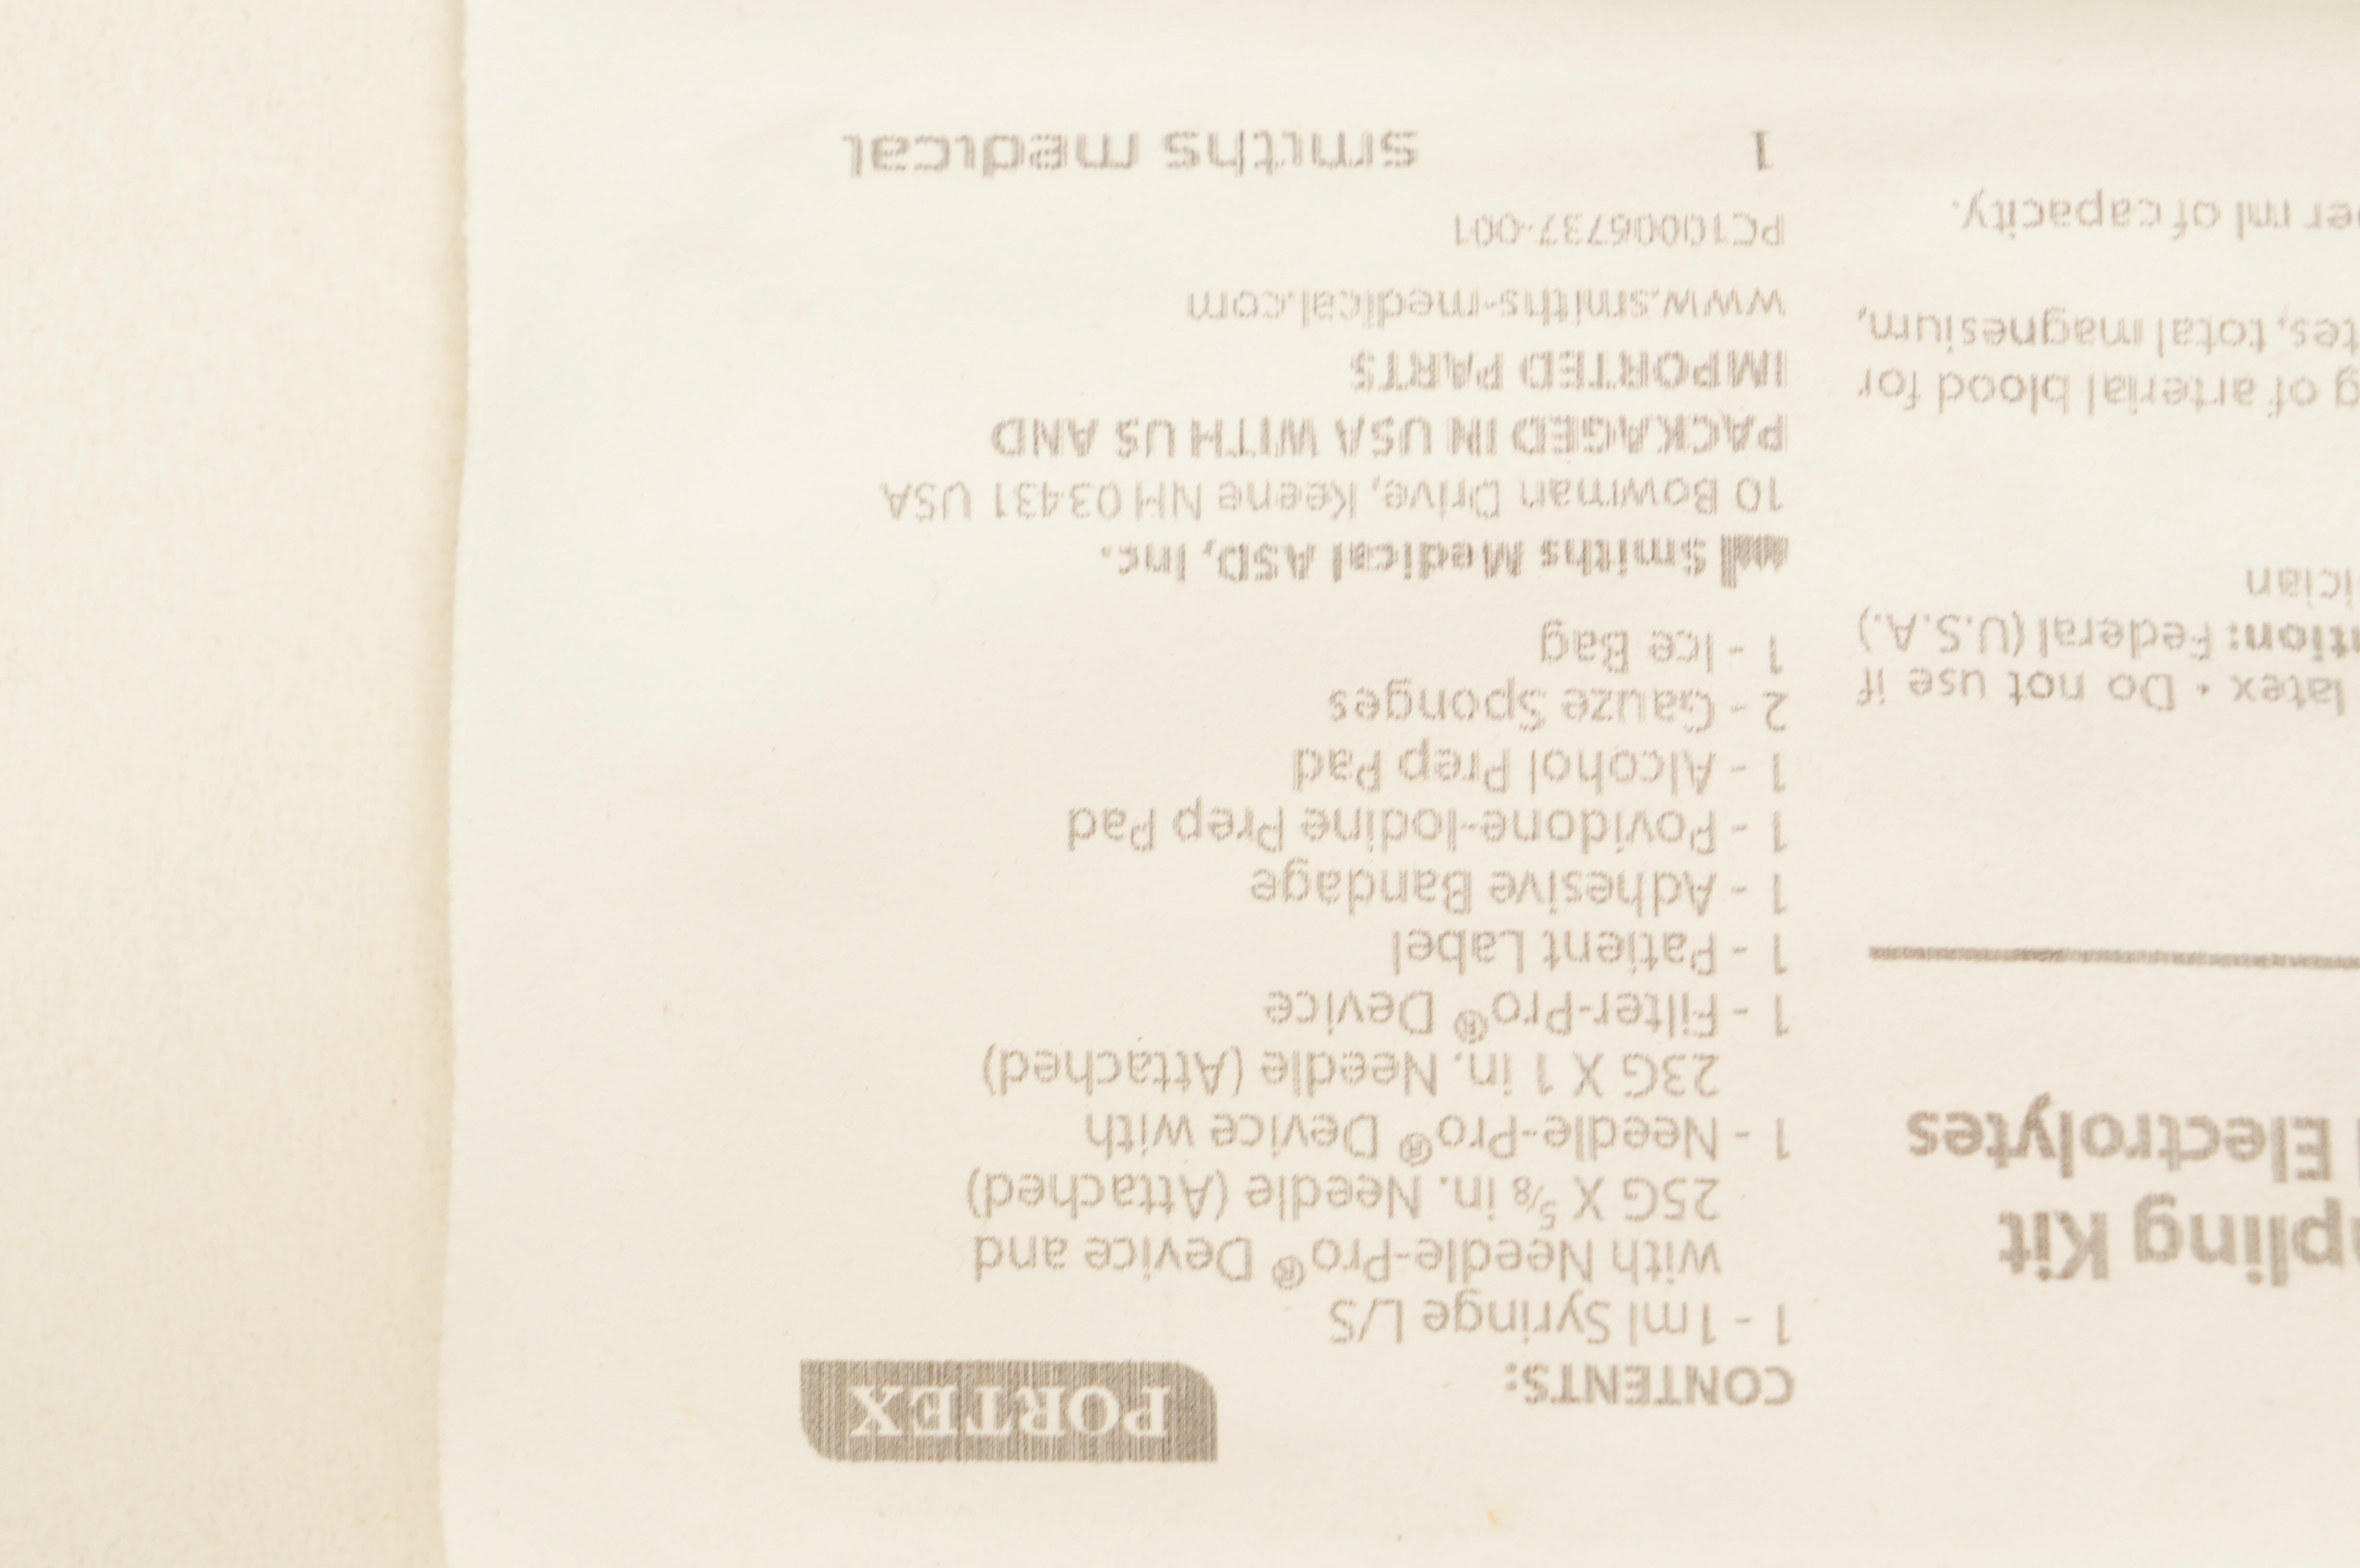 pling Kit
Electrolytes
latex • Do not use if
tion: Federal (U.S.A.)
ician
g of arterial blood for
tes, total magnesium,
per ml of capacity.
PORTEX
CONTENTS:
1 - 1ml Syringe L/S
with Needle-Pro® Device and
25G X 5/8 in. Needle (Attached)
1 - Needle-Pro® Device with
23G X 1 in. Needle (Attached)
1 - Filter-Pro® Device
1 - Patient Label
1 - Adhesive Bandage
1 - Povidone-Iodine Prep Pad
1 - Alcohol Prep Pad
2 - Gauze Sponges
1 - Ice Bag
Smiths Medical ASD, Inc.
10 Bowman Drive, Keene NH 03431 USA
PACKAGED IN USA WITH US AND
IMPORTED PARTS
www.smiths-medical.com
PC1006737-001
1 smiths medical